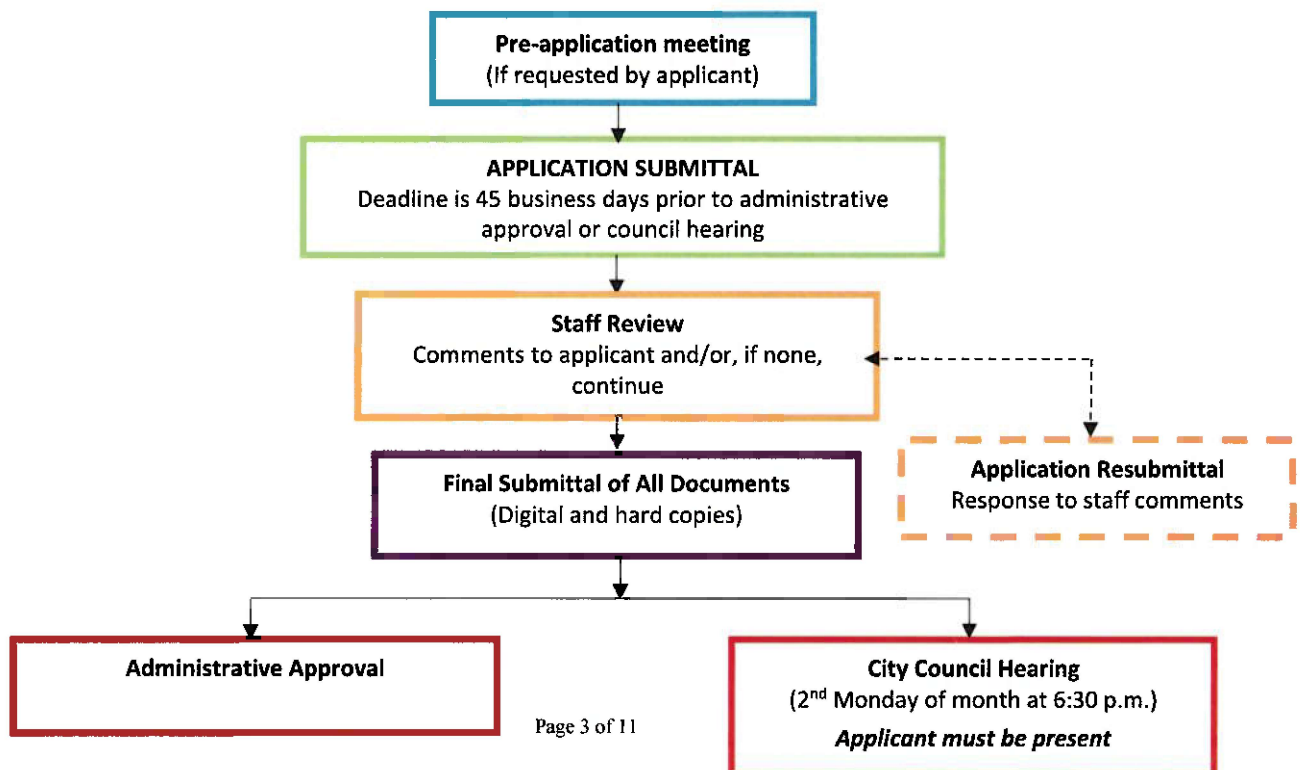 Pre-application meeting
(If requested by applicant)
APPLICATION SUBMITTAL
Deadline is 45 business days prior to administrative
approval or council hearing
Staff Review
Comments to applicant and/or, if none,
continue
Application Resubmittal
Response to staff comments
Final Submittal of All Documents
(Digital and hard copies)
Administrative Approval
City Council Hearing
(2nd Monday of month at 6:30 p.m.)
Applicant must be present
Page 3 of 11